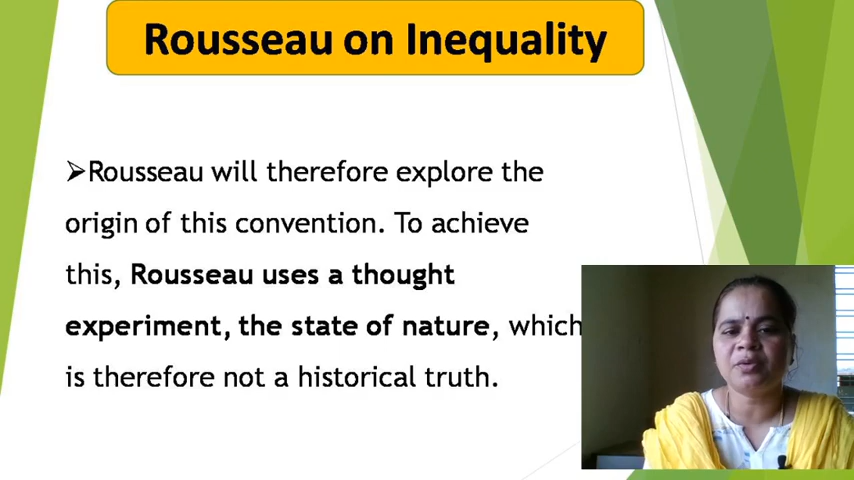 Rousseau on Inequality
➢Rousseau will therefore explore the
origin of this convention. To achieve
this, Rousseau uses a thought
experiment, the state of nature, which
is therefore not a historical truth.